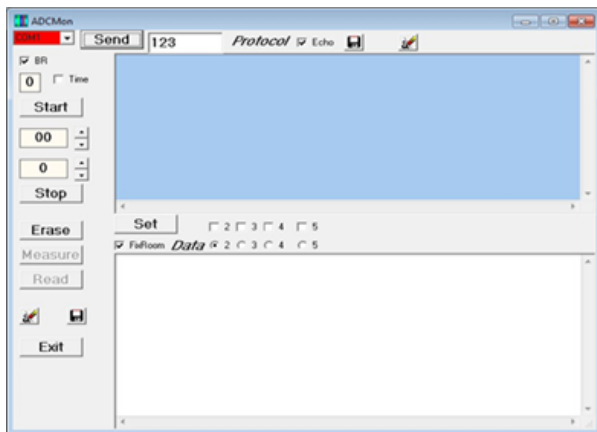 ADCMon
COM1 Send 123 Protocol Echo
BR
0 Time
Start
00
0
Stop
Set 2 3 4 5
Erase
FixRoom Data 2 3 4 5
Measure
Read
Exit